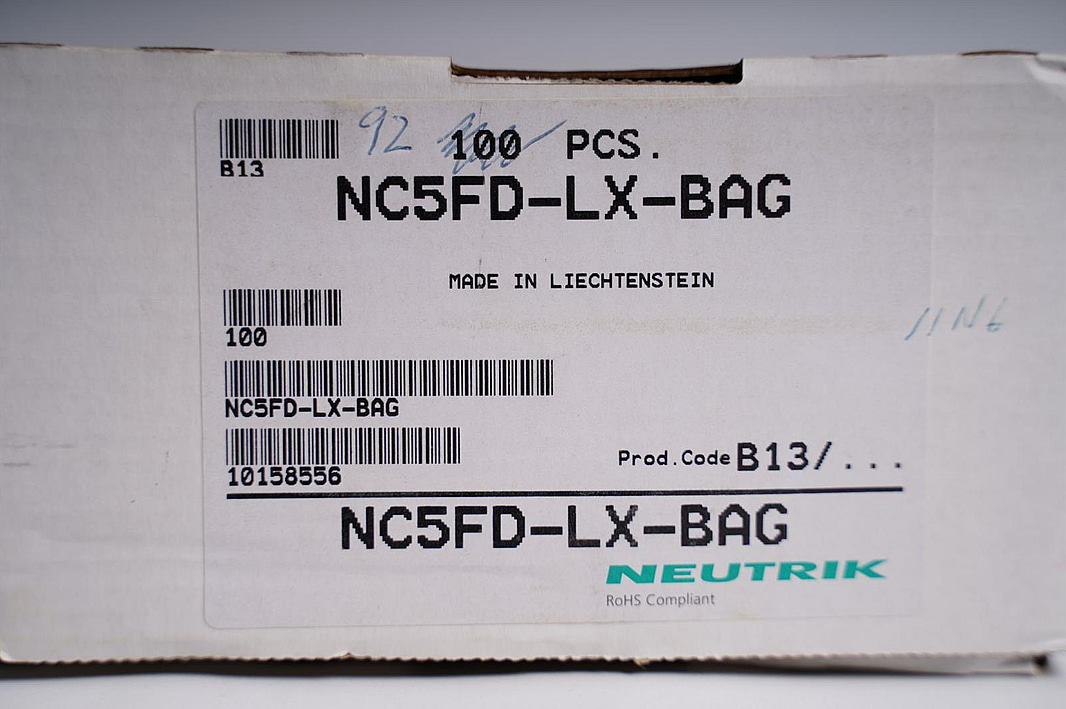 92 100 PCS.
B13
NC5FD-LX-BAG
MADE IN LIECHTENSTEIN
100
NC5FD-LX-BAG
10158556
Prod.Code B13/...
NC5FD-LX-BAG
NEUTRIK
RoHS Compliant